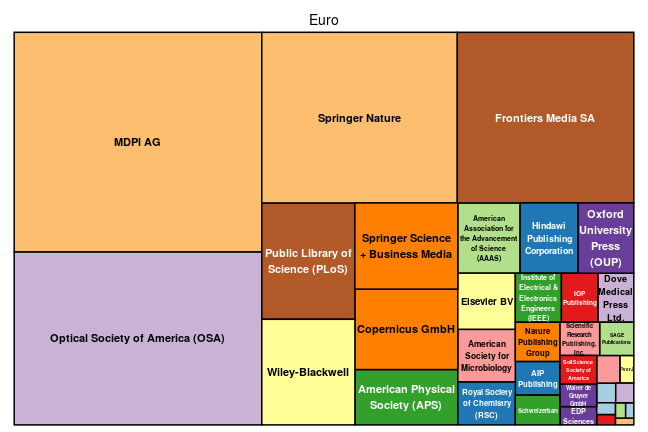 Euro
MDPI AG
Springer Nature
Frontiers Media SA
Optical Society of America (OSA)
Public Library of
Science (PLoS)
Springer Science
+ Business Media
Copernicus GmbH
Wiley-Blackwell
American Physical
Society (APS)
American
Association for
the Advancement
of Science
(AAAS)
Hindawi
Publishing
Corporation
Oxford
University
Press
(OUP)
Elsevier BV
Institute of
Electrical &
Electronics
Engineers
(IEEE)
IOP
Publishing
Dove
Medical
Press
Ltd.
American
Society for
Microbiology
Nature
Publishing
Group
Scientific
Research
Publishing,
Inc.
SAGE
Publications
AIP
Publishing
Soil Science
Society of
America
PeerJ
Royal Society
of Chemistry
(RSC)
Schweizerbart
Walter de
Gruyter
GmbH
EDP
Sciences